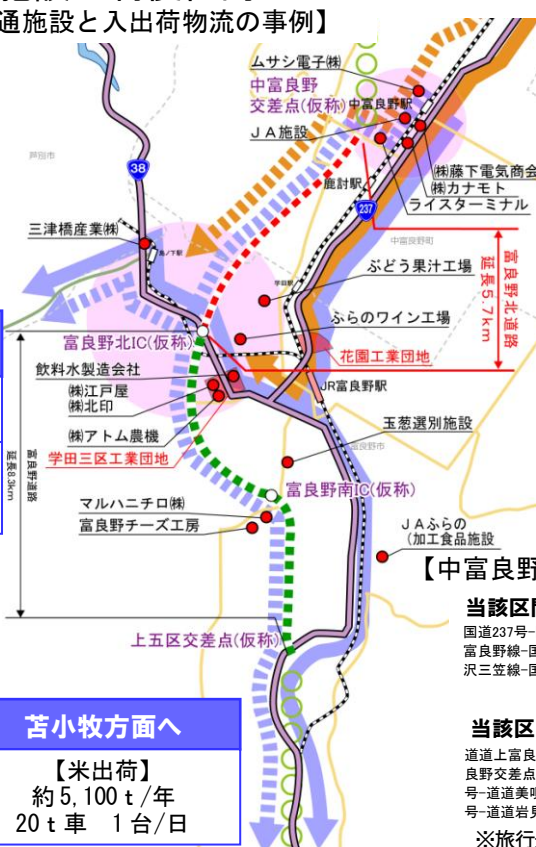 通施設と入出荷物流の事例】
ムサシ電子㈱
中富良野
交差点(仮称)
中富良野駅
ＪＡ施設
鹿討駅
㈱藤下電気商会
㈱カナモト
ライスターミナル
芦別市
38
237
中富良野町
三津橋産業㈱
島ノ下駅
学田駅
ぶどう果汁工場
富良野北道路
延長5.7km
ふらのワイン工場
富良野北IC(仮称)
花園工業団地
飲料水製造会社
JR富良野駅
㈱江戸屋
㈱北印
㈱アトム農機
学田三区工業団地
玉葱選別施設
富良野市
富良野道路
延長8.3km
富良野南IC(仮称)
マルハニチロ㈱
富良野チーズ工房
ＪＡふらの
(加工食品施設
【中富良野
当該区間
国道237号-
富良野線-国
沢三笠線-国
上五区交差点(仮称)
当該区
道道上富良
良野交差点
号-道道美唄
号-道道岩見
※旅行
苫小牧方面へ
【米出荷】
約5,100ｔ/年
20ｔ車　1台/日